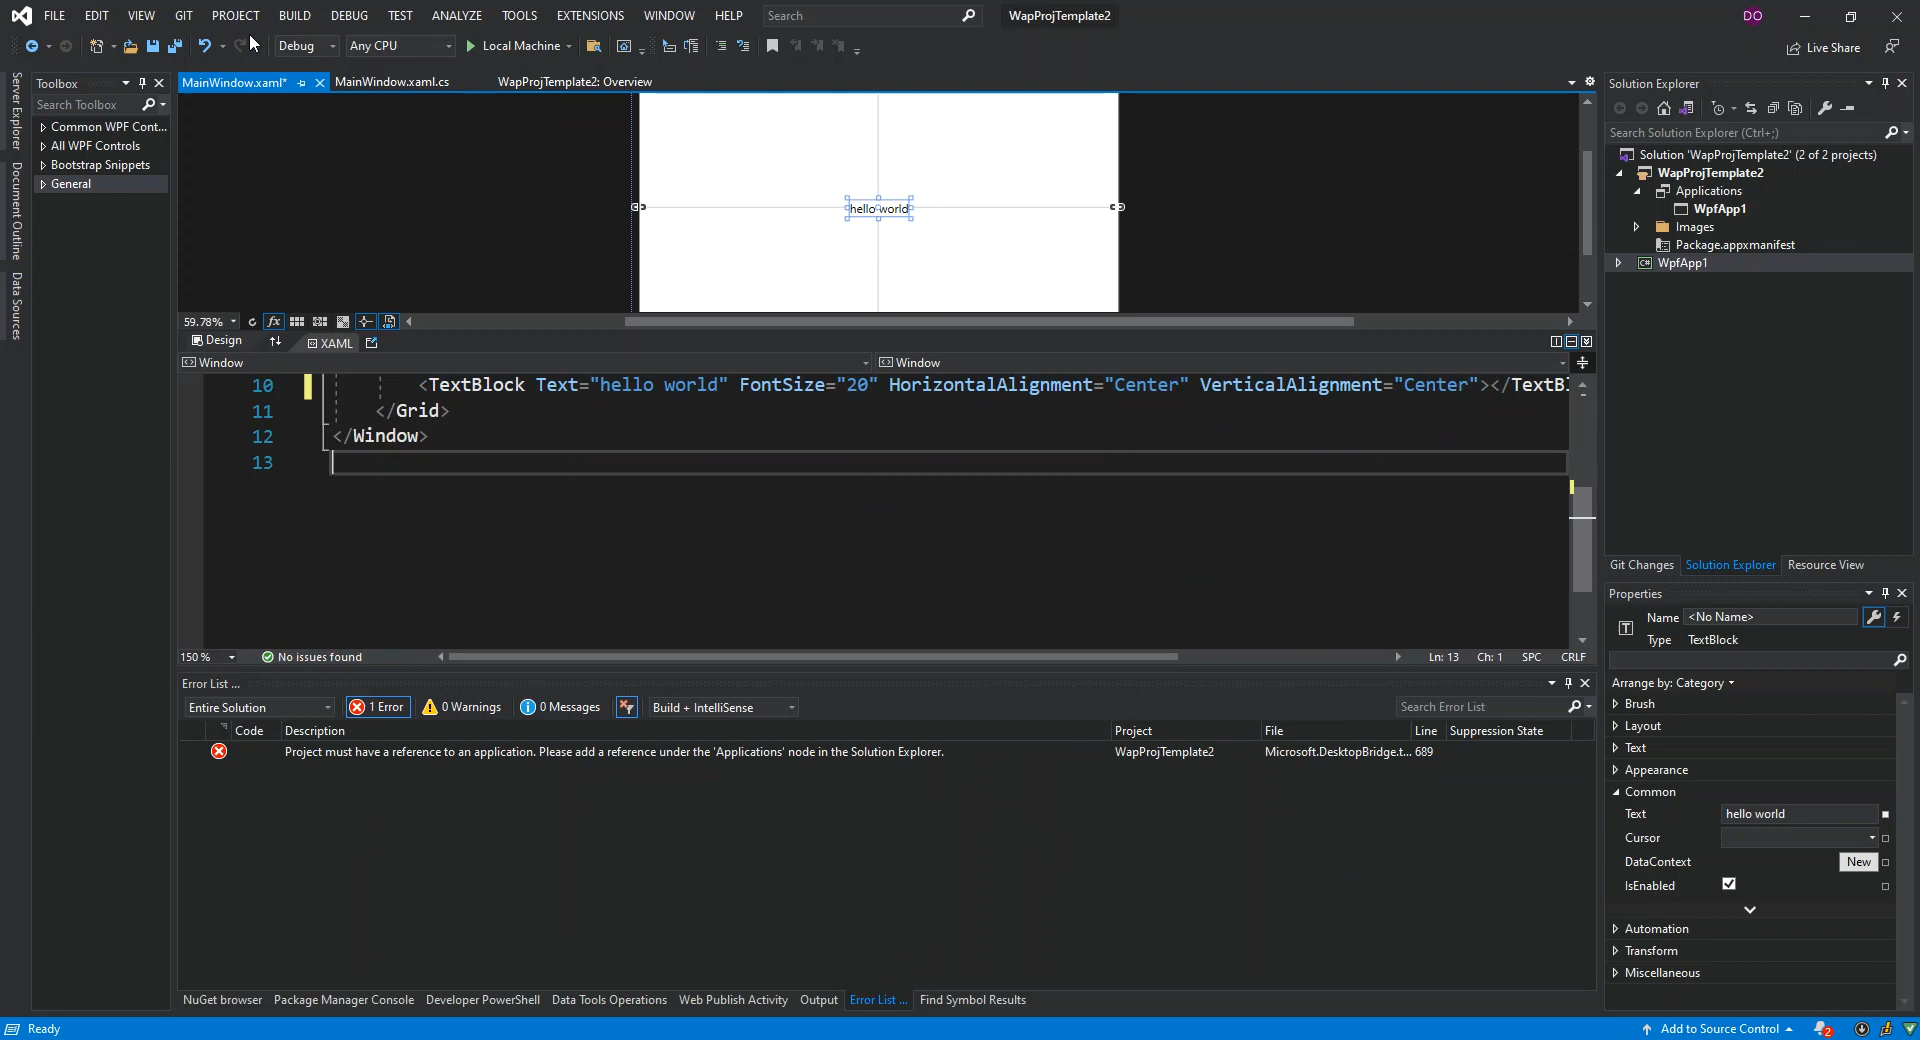 FILE EDIT VIEW GIT PROJECT BUILD DEBUG TEST ANALYZE TOOLS EXTENSIONS WINDOW HELP Search WapProjTemplate2 DO
Debug Any CPU Local Machine Live Share
Server Explorer
Document Outline
Data Sources
Toolbox
Search Toolbox
Common WPF Cont...
All WPF Controls
Bootstrap Snippets
General
MainWindow.xaml* MainWindow.xaml.cs WapProjTemplate2: Overview
hello world
59.78%
Design XAML
Window Window
10 <TextBlock Text="hello world" FontSize="20" HorizontalAlignment="Center" VerticalAlignment="Center"></TextBl
11 </Grid>
12 </Window>
13
150 % No issues found Ln: 13 Ch: 1 SPC CRLF
Error List ...
Entire Solution 1 Error 0 Warnings 0 Messages Build + IntelliSense Search Error List
Code Description Project File Line Suppression State
Project must have a reference to an application. Please add a reference under the 'Applications' node in the Solution Explorer. WapProjTemplate2 Microsoft.DesktopBridge.t... 689
NuGet browser Package Manager Console Developer PowerShell Data Tools Operations Web Publish Activity Output Error List ... Find Symbol Results
Solution Explorer
Search Solution Explorer (Ctrl+;)
Solution 'WapProjTemplate2' (2 of 2 projects)
WapProjTemplate2
Applications
WpfApp1
Images
Package.appxmanifest
C# WpfApp1
Git Changes Solution Explorer Resource View
Properties
Name <No Name>
Type TextBlock
Arrange by: Category
Brush
Layout
Text
Appearance
Common
Text hello world
Cursor
DataContext New
IsEnabled
Automation
Transform
Miscellaneous
Ready Add to Source Control 2